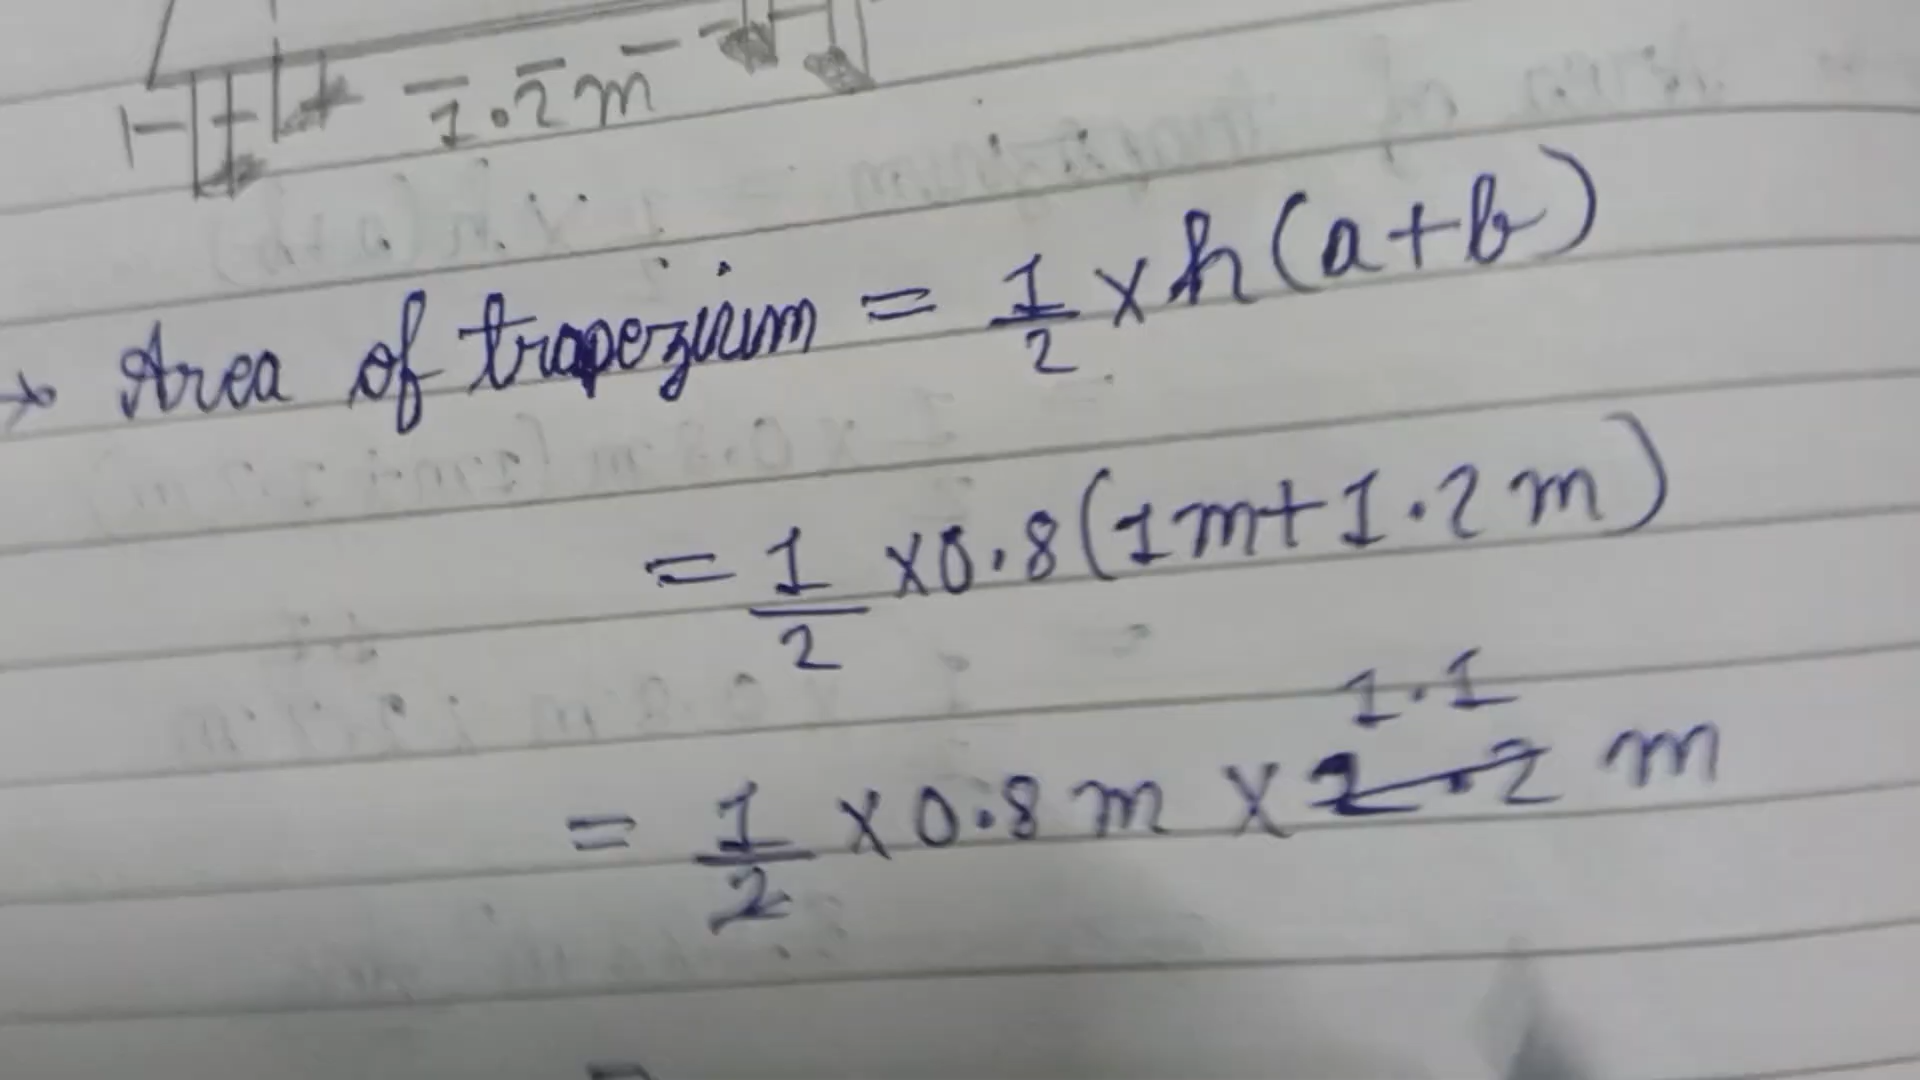 1.2m
→ Area of trapezium = 1/2 × h(a+b)
= 1/2 ×0.8(1m+1.2m)
1.1
= 1/2 ×0.8m ×2.2 m